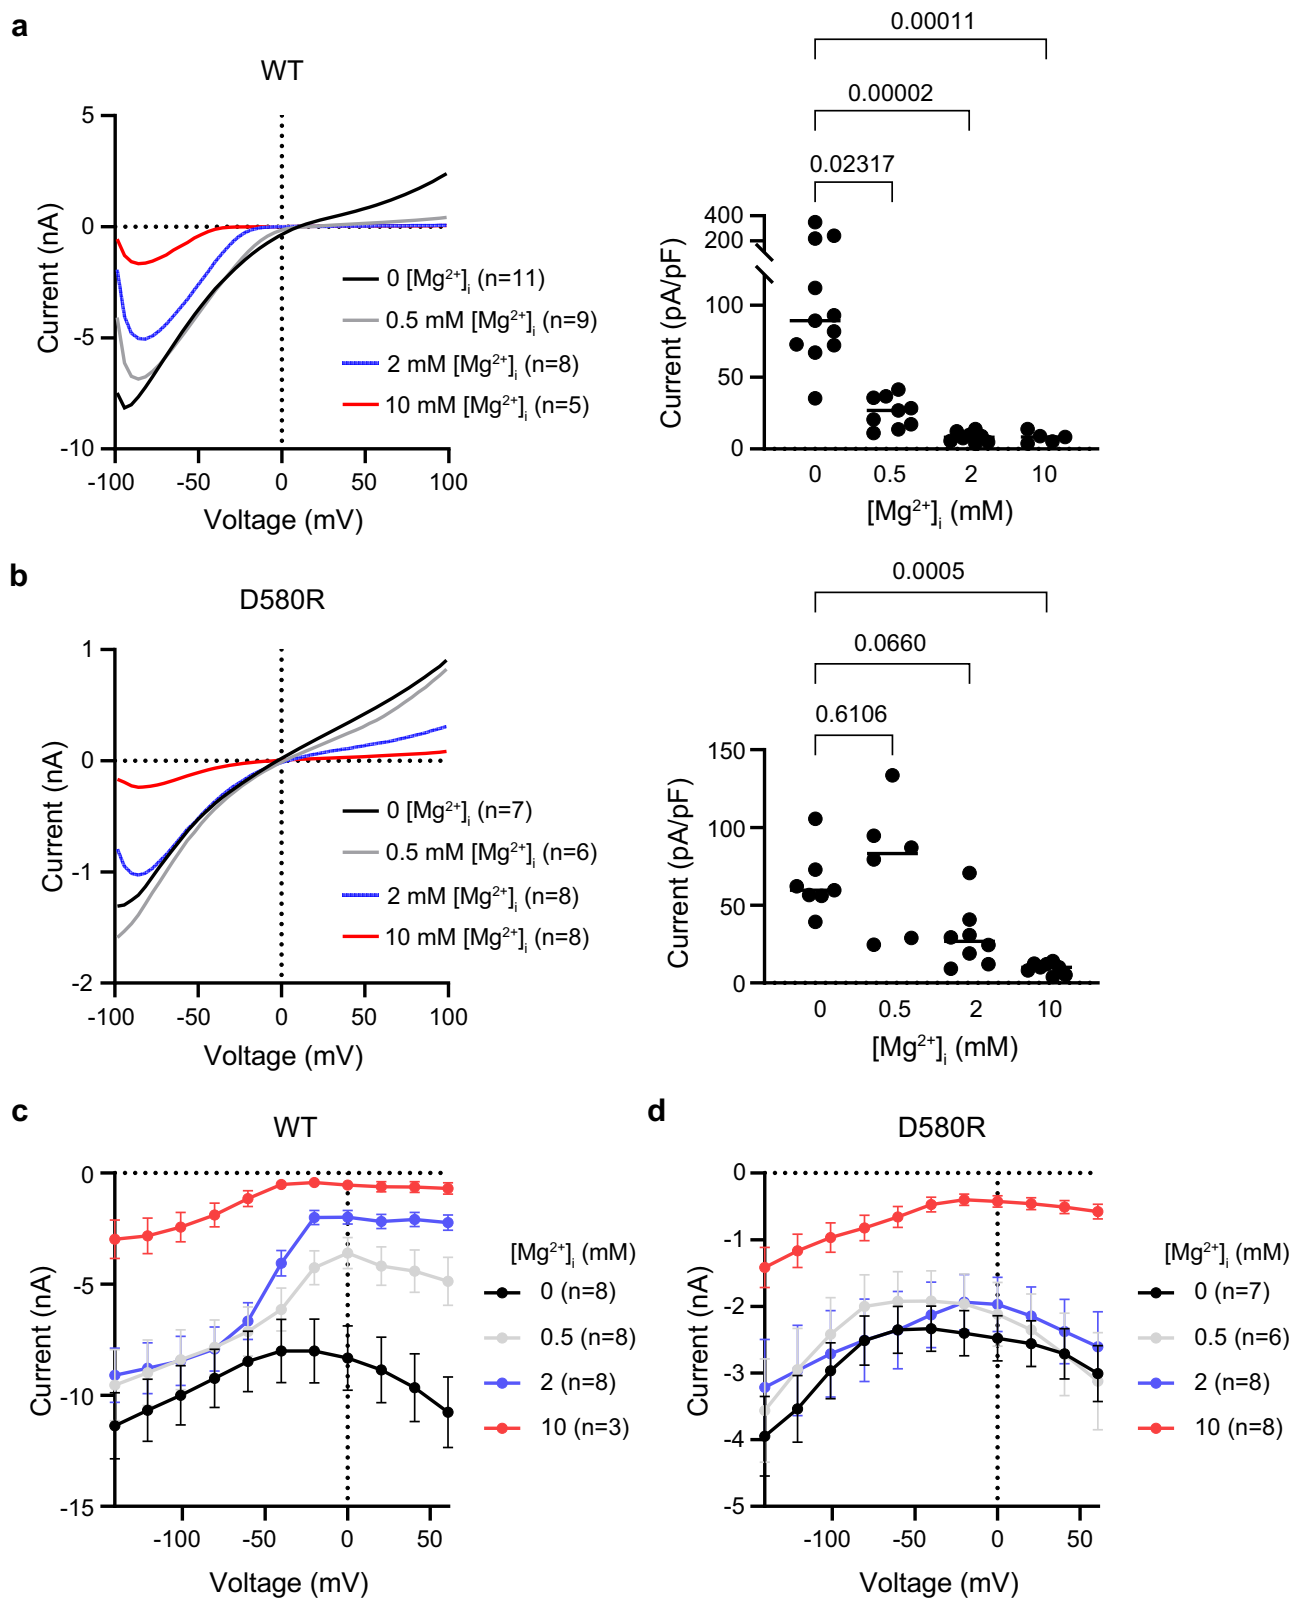 a
WT
5
0
-5
-10
Current (nA)
-100
-50
0
50
100
Voltage (mV)
0 [Mg²⁺]ᵢ (n=11)
0.5 mM [Mg²⁺]ᵢ (n=9)
2 mM [Mg²⁺]ᵢ (n=8)
10 mM [Mg²⁺]ᵢ (n=5)
0.00011
0.00002
0.02317
400
200
100
50
0
Current (pA/pF)
0
0.5
2
10
[Mg²⁺]ᵢ (mM)
b
D580R
1
0
-1
-2
Current (nA)
-100
-50
0
50
100
Voltage (mV)
0 [Mg²⁺]ᵢ (n=7)
0.5 mM [Mg²⁺]ᵢ (n=6)
2 mM [Mg²⁺]ᵢ (n=8)
10 mM [Mg²⁺]ᵢ (n=8)
0.0005
0.0660
0.6106
150
100
50
0
Current (pA/pF)
0
0.5
2
10
[Mg²⁺]ᵢ (mM)
c
WT
0
-5
-10
-15
Current (nA)
-100
-50
0
50
Voltage (mV)
[Mg²⁺]ᵢ (mM)
0 (n=8)
0.5 (n=8)
2 (n=8)
10 (n=3)
d
D580R
0
-1
-2
-3
-4
-5
Current (nA)
-100
-50
0
50
Voltage (mV)
[Mg²⁺]ᵢ (mM)
0 (n=7)
0.5 (n=6)
2 (n=8)
10 (n=8)